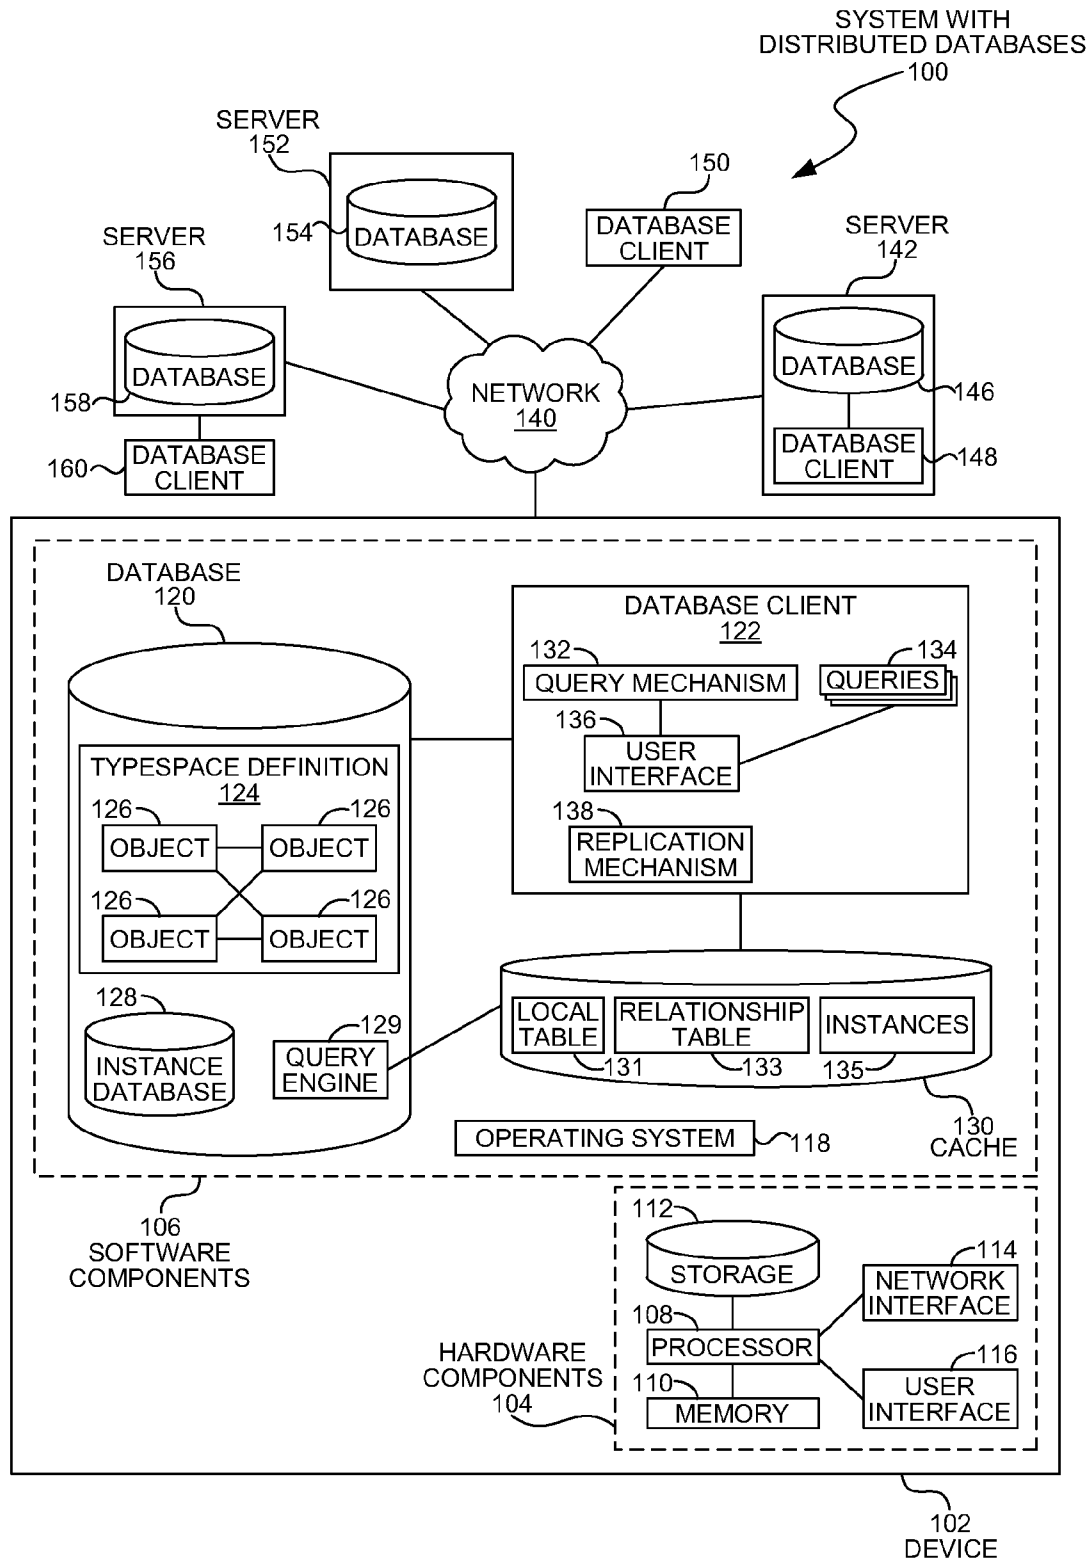 SYSTEM WITH
DISTRIBUTED DATABASES
100
SERVER
152
154
DATABASE
150
DATABASE
CLIENT
SERVER
142
DATABASE
146
DATABASE
CLIENT
148
SERVER
156
DATABASE
158
160
DATABASE
CLIENT
NETWORK
140
DATABASE
120
TYPESPACE DEFINITION
124
126
OBJECT
126
OBJECT
126
OBJECT
126
OBJECT
128
INSTANCE
DATABASE
129
QUERY
ENGINE
DATABASE CLIENT
122
132
QUERY MECHANISM
134
QUERIES
136
USER
INTERFACE
138
REPLICATION
MECHANISM
LOCAL
TABLE
131
RELATIONSHIP
TABLE
133
INSTANCES
135
130
CACHE
OPERATING SYSTEM
118
106
SOFTWARE
COMPONENTS
112
STORAGE
108
PROCESSOR
110
MEMORY
114
NETWORK
INTERFACE
116
USER
INTERFACE
HARDWARE
COMPONENTS
104
102
DEVICE